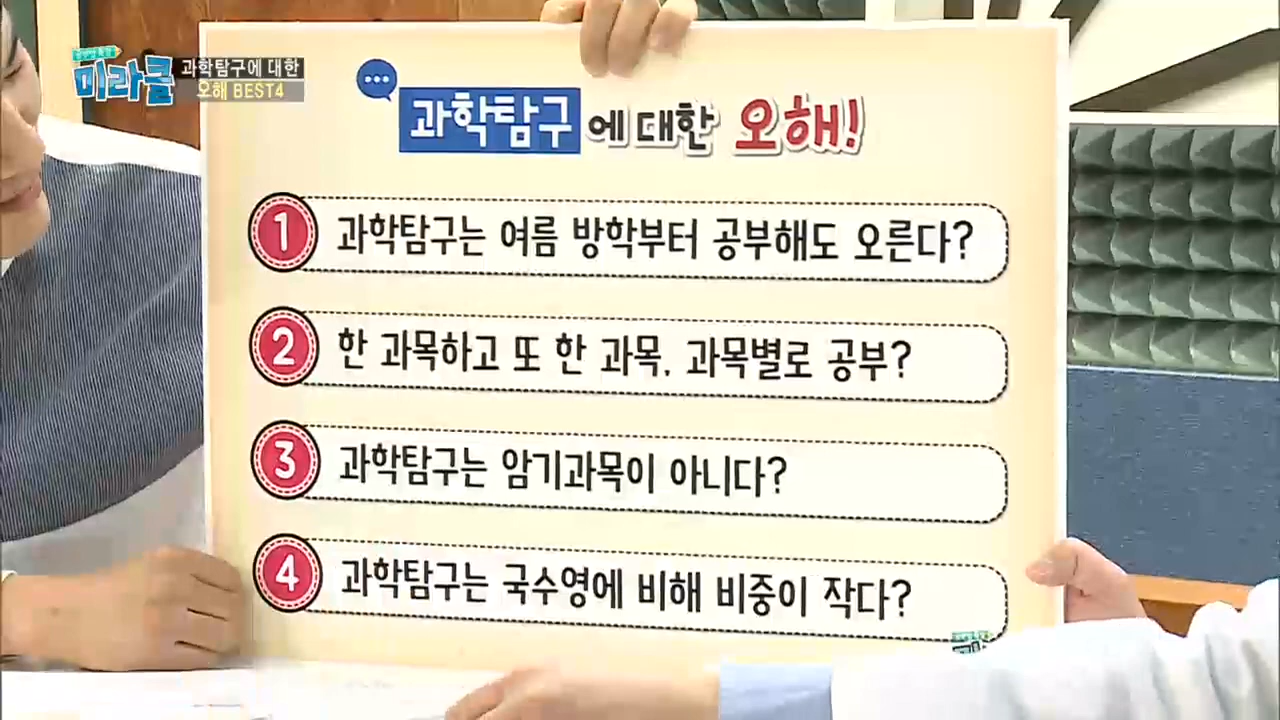 미라클
과학탐구에 대한
오해 BEST4
과학탐구에 대한 오해!
1 과학탐구는 여름 방학부터 공부해도 오른다?
2 한 과목하고 또 한 과목, 과목별로 공부?
3 과학탐구는 암기과목이 아니다?
4 과학탐구는 국수영에 비해 비중이 작다?